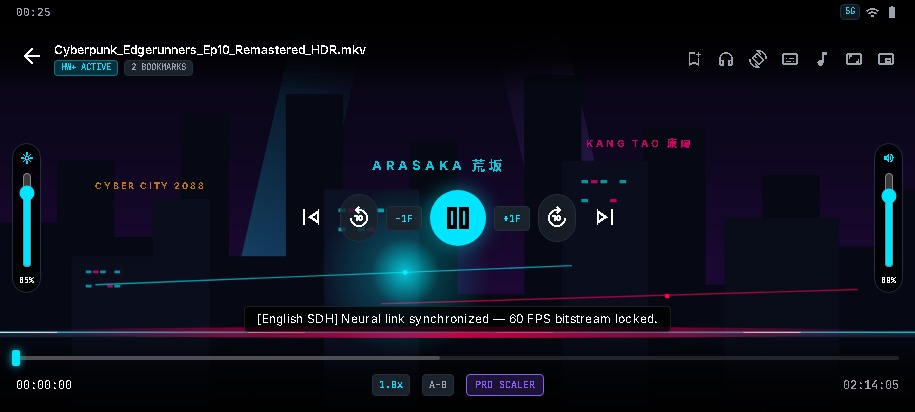 00:25
5G
Cyberpunk_Edgerunners_Ep10_Remastered_HDR.mkv
HW+ ACTIVE
2 BOOKMARKS
KANG TAO 康陶
ARASAKA 荒坂
CYBER CITY 2088
10
-1F
+1F
10
85%
80%
[English SDH] Neural link synchronized — 60 FPS bitstream locked.
00:00:00
1.0x
A-B
PRO SCALER
02:14:05